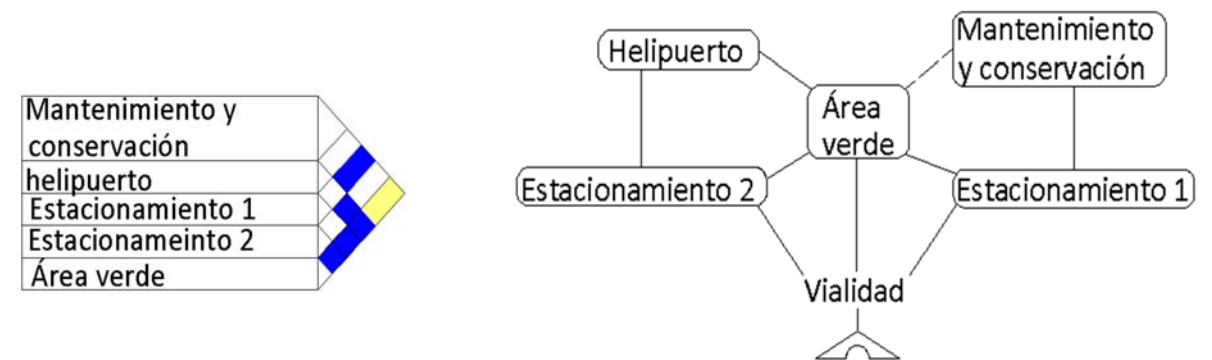 Mantenimiento y
conservación
helipuerto
Estacionamiento 1
Estacionameinto 2
Área verde
Helipuerto
Mantenimiento
y conservación
Área
verde
Estacionamiento 2
Estacionamiento 1
Vialidad